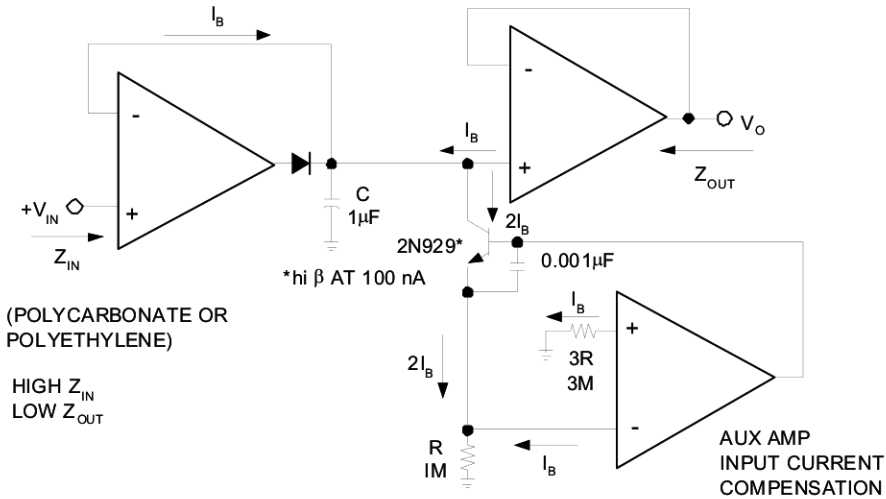 I_B
-
+
+V_IN
Z_IN
C
1μF
I_B
-
+
V_O
Z_OUT
2I_B
2N929*
*hi β AT 100 nA
0.001μF
(POLYCARBONATE OR
POLYETHYLENE)
HIGH Z_IN
LOW Z_OUT
I_B
+
3R
3M
2I_B
-
R
IM
I_B
AUX AMP
INPUT CURRENT
COMPENSATION